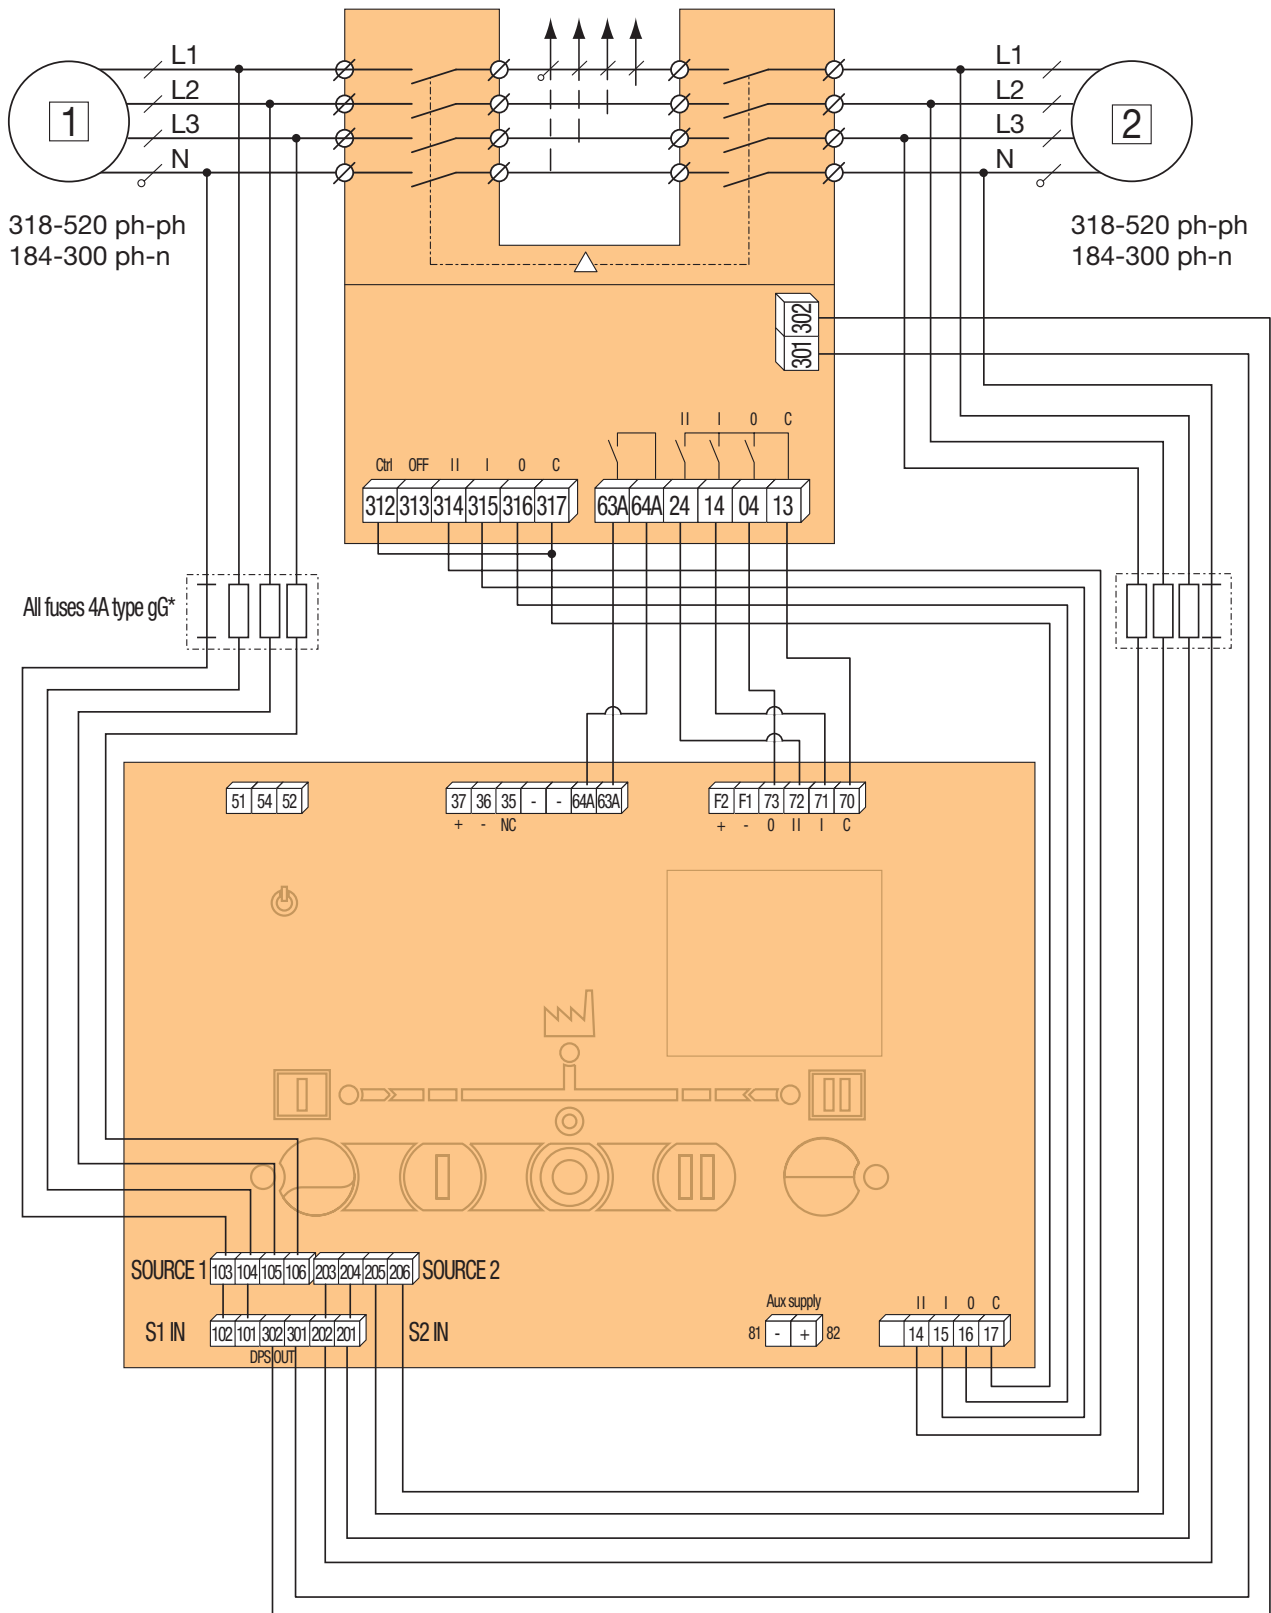 L1 L1
L2 L2
1 2
L3 L3
N N
318-520 ph-ph 318-520 ph-ph
184-300 ph-n 184-300 ph-n
302
301
II I 0 C
Ctrl OFF II I 0 C
312 313 314 315 316 317 63A 64A 24 14 04 13
All fuses 4A type gG*
51 54 52 37 36 35 - - 64A 63A F2 F1 73 72 71 70
+ - NC + - 0 II I C
SOURCE 1 103 104 105 106 203 204 205 206 SOURCE 2
Aux supply II I 0 C
S1 IN 102 101 302 301 202 201 S2 IN 81 - + 82 14 15 16 17
DPS OUT